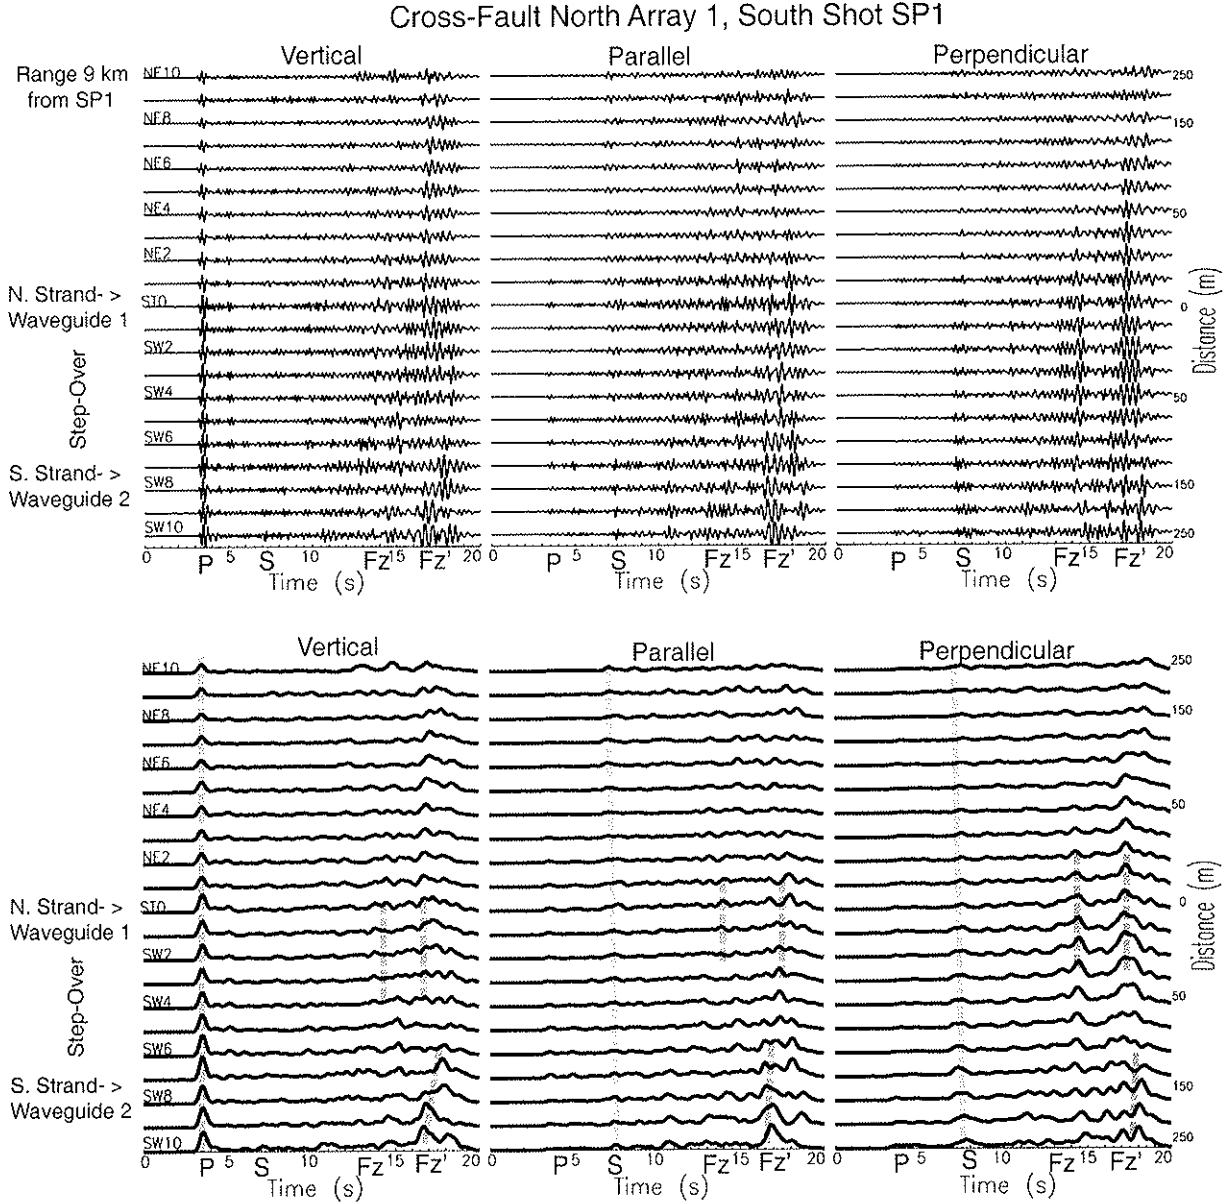 Cross-Fault North Array 1, South Shot SP1
Vertical Parallel Perpendicular
Range 9 km
from SP1
NE10
NE8
NE6
NE4
NE2
ST0
SW2
SW4
SW6
SW8
SW10
N. Strand- >
Waveguide 1
Step-Over
S. Strand- >
Waveguide 2
250
150
50
0
50
150
250
Distance (m)
0 5 10 15 20
P S Fz Fz'
Time (s)
0 5 10 15 20
P S Fz Fz'
Time (s)
0 5 10 15 20
P S Fz Fz'
Time (s)
Vertical Parallel Perpendicular
NE10
NE8
NE6
NE4
NE2
ST0
SW2
SW4
SW6
SW8
SW10
N. Strand- >
Waveguide 1
Step-Over
S. Strand- >
Waveguide 2
250
150
50
0
50
150
250
Distance (m)
0 5 10 15 20
P S Fz Fz'
Time (s)
0 5 10 15 20
P S Fz Fz'
Time (s)
0 5 10 15 20
P S Fz Fz'
Time (s)